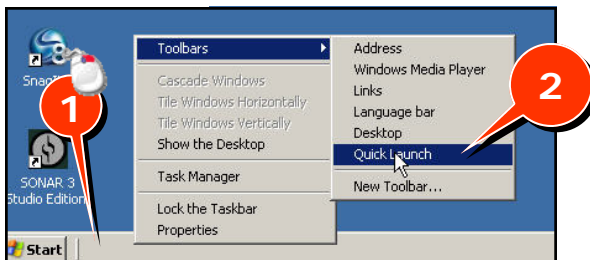 SnagIt
1
SONAR 3
Studio Edition
Start
Toolbars
Cascade Windows
Tile Windows Horizontally
Tile Windows Vertically
Show the Desktop
Task Manager
Lock the Taskbar
Properties
Address
Windows Media Player
Links
Language bar
Desktop
Quick Launch
New Toolbar...
2